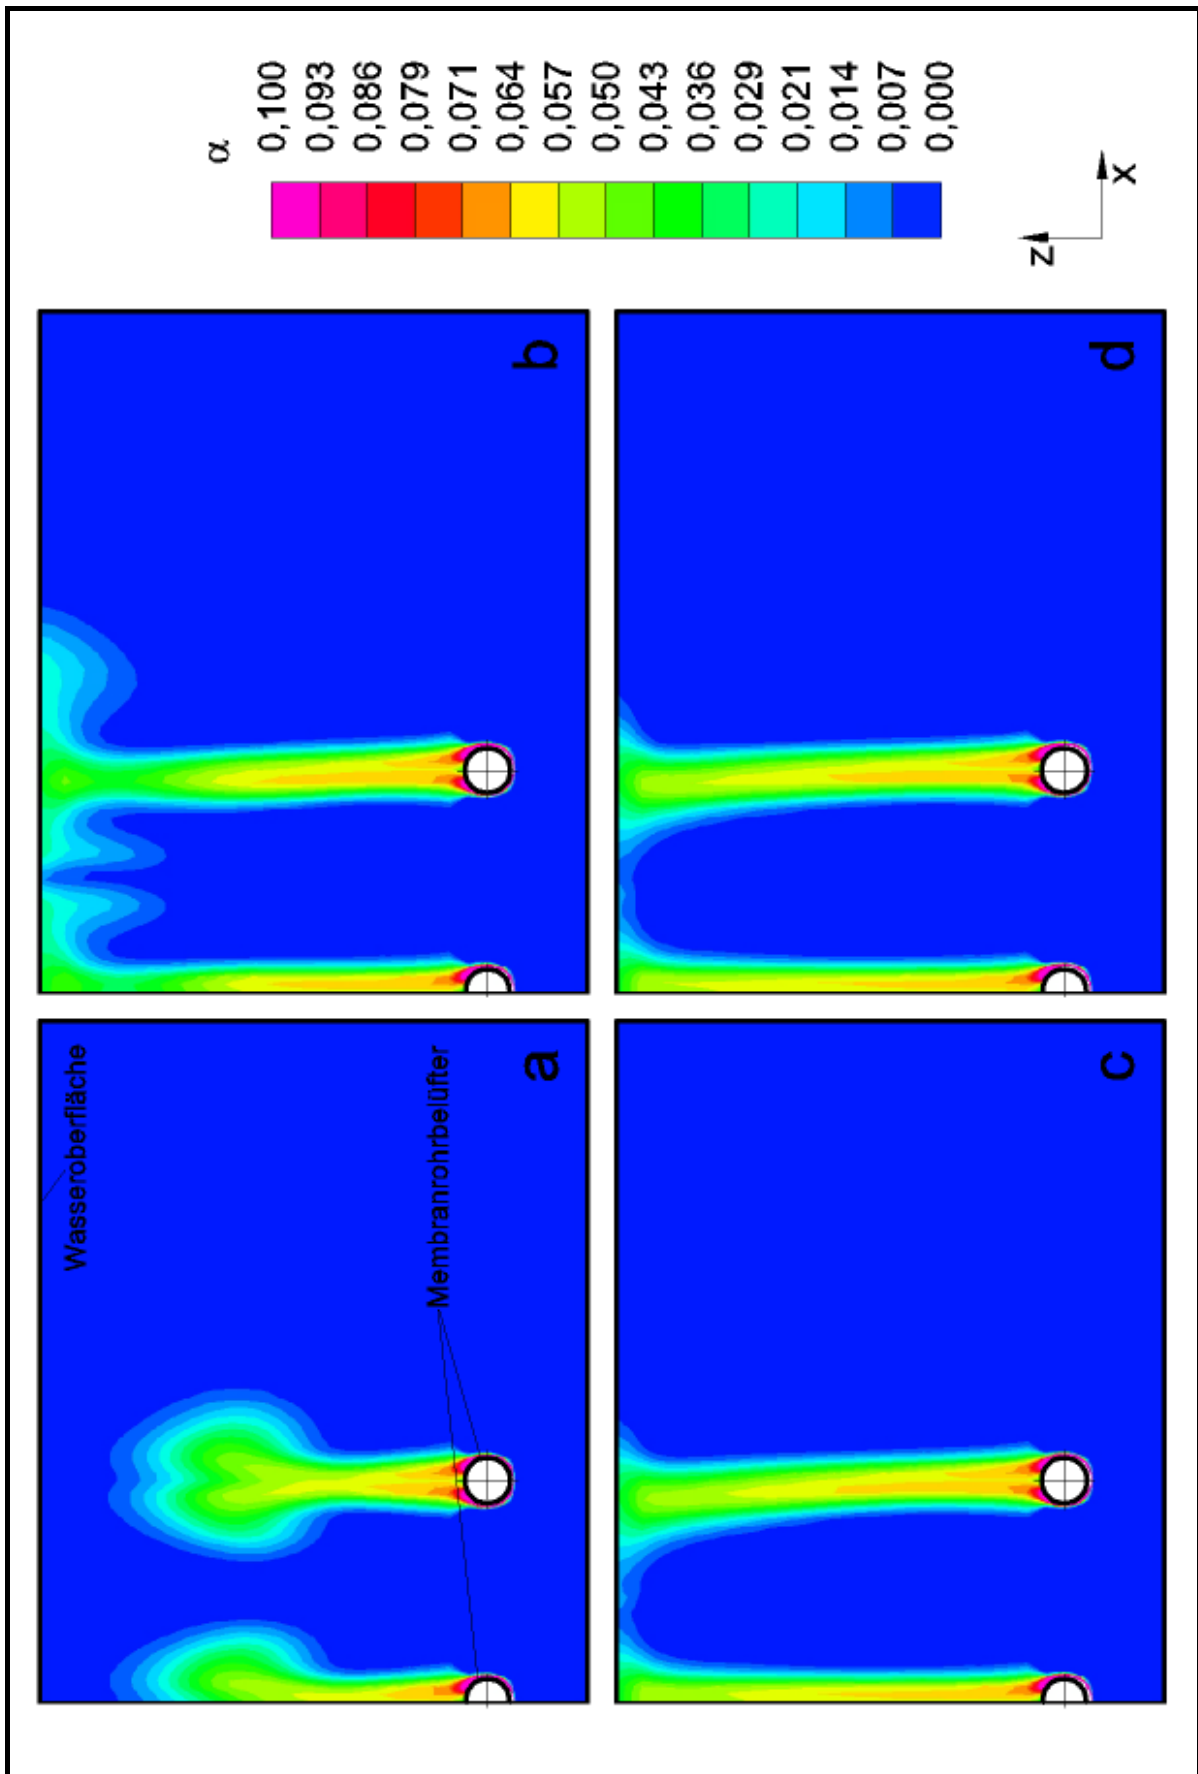 α
0,100
0,093
0,086
0,079
0,071
0,064
0,057
0,050
0,043
0,036
0,029
0,021
0,014
0,007
0,000
z
x
Wasseroberfläche
Membranrohrbelüfter
a
b
c
d